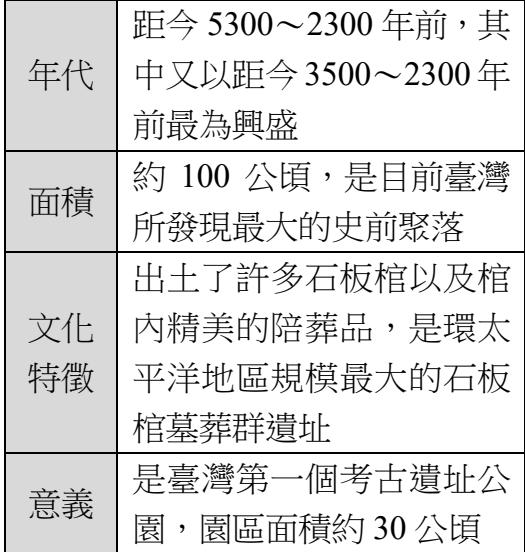 年代
距今 5300～2300 年前，其
中又以距今 3500～2300 年
前最為興盛
面積
約 100 公頃，是目前臺灣
所發現最大的史前聚落
文化
特徵
出土了許多石板棺以及棺
內精美的陪葬品，是環太
平洋地區規模最大的石板
棺墓葬群遺址
意義
是臺灣第一個考古遺址公
園，園區面積約 30 公頃